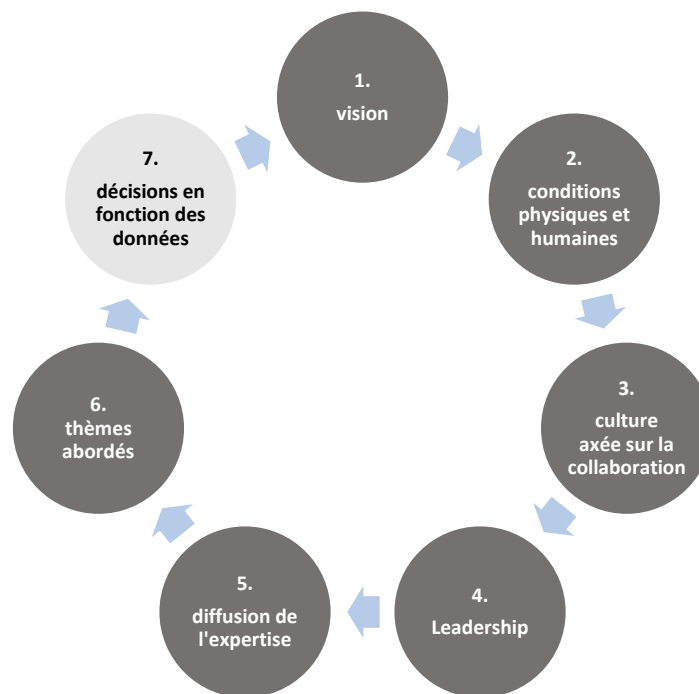 1.
vision
2.
conditions
physiques et
humaines
3.
culture
axée sur la
collaboration
4.
Leadership
5.
diffusion de
l'expertise
6.
thèmes
abordés
7.
décisions en
fonction des
données